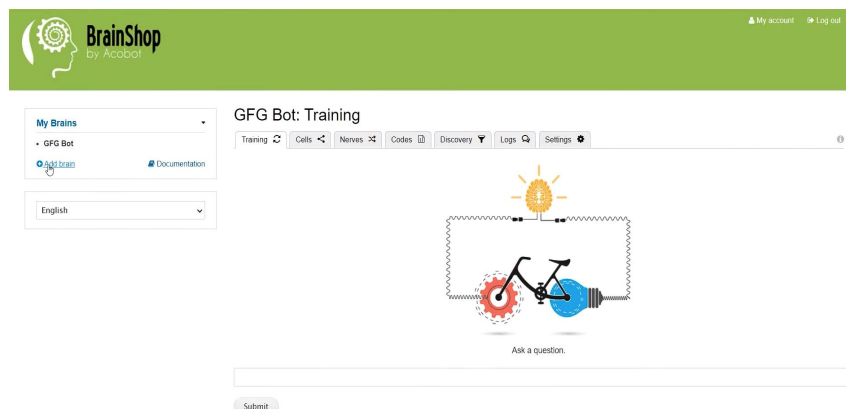 BrainShop
by Acobot
My account Log out
My Brains
GFG Bot
Add brain Documentation
English
GFG Bot: Training
Training Cells Nerves Codes Discovery Logs Settings
Ask a question.
Submit